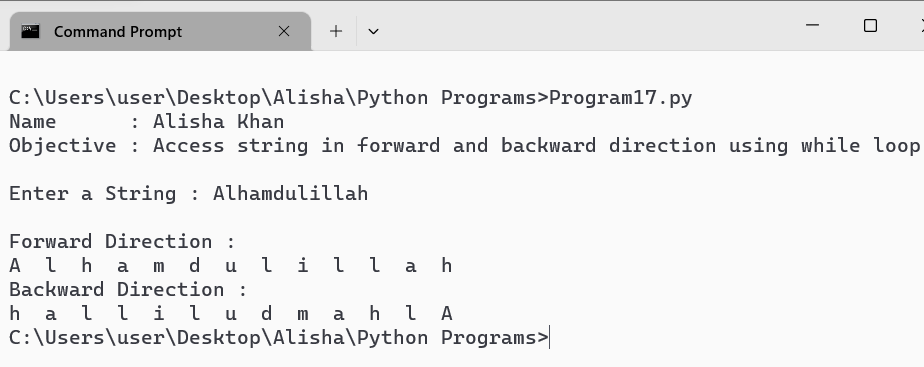 Command Prompt
C:\Users\user\Desktop\Alisha\Python Programs>Program17.py
Name      : Alisha Khan
Objective : Access string in forward and backward direction using while loop

Enter a String : Alhamdulillah

Forward Direction :
A  l  h  a  m  d  u  l  i  l  l  a  h
Backward Direction :
h  a  l  l  i  l  u  d  m  a  h  l  A
C:\Users\user\Desktop\Alisha\Python Programs>